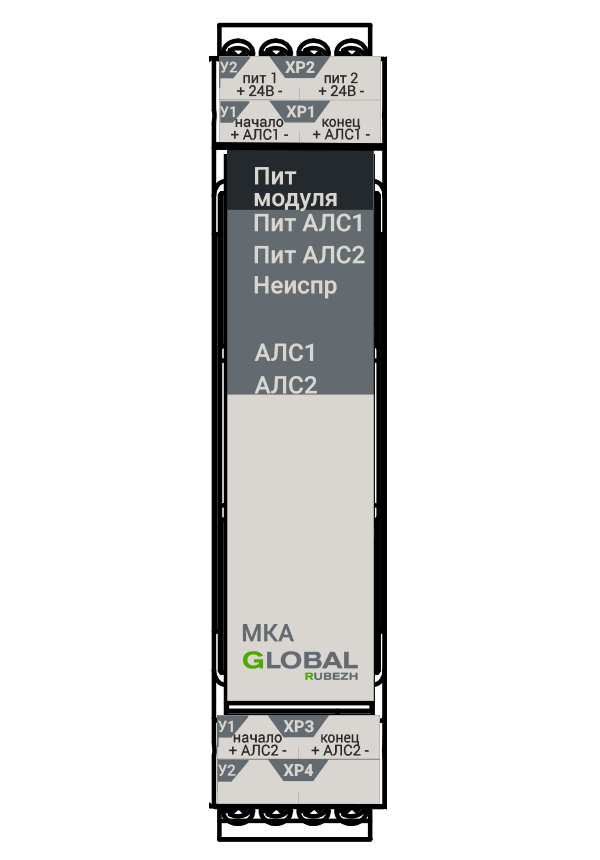 У2 ХР2
пит 1 пит 2
+ 24В - + 24В -
У1 ХР1
начало конец
+ АЛС1 - + АЛС1 -
Пит
модуля
Пит АЛС1
Пит АЛС2
Неиспр
АЛС1
АЛС2
МКА
GLOBAL
RUBEZH
У1 ХР3
начало конец
+ АЛС2 - + АЛС2 -
У2 ХР4